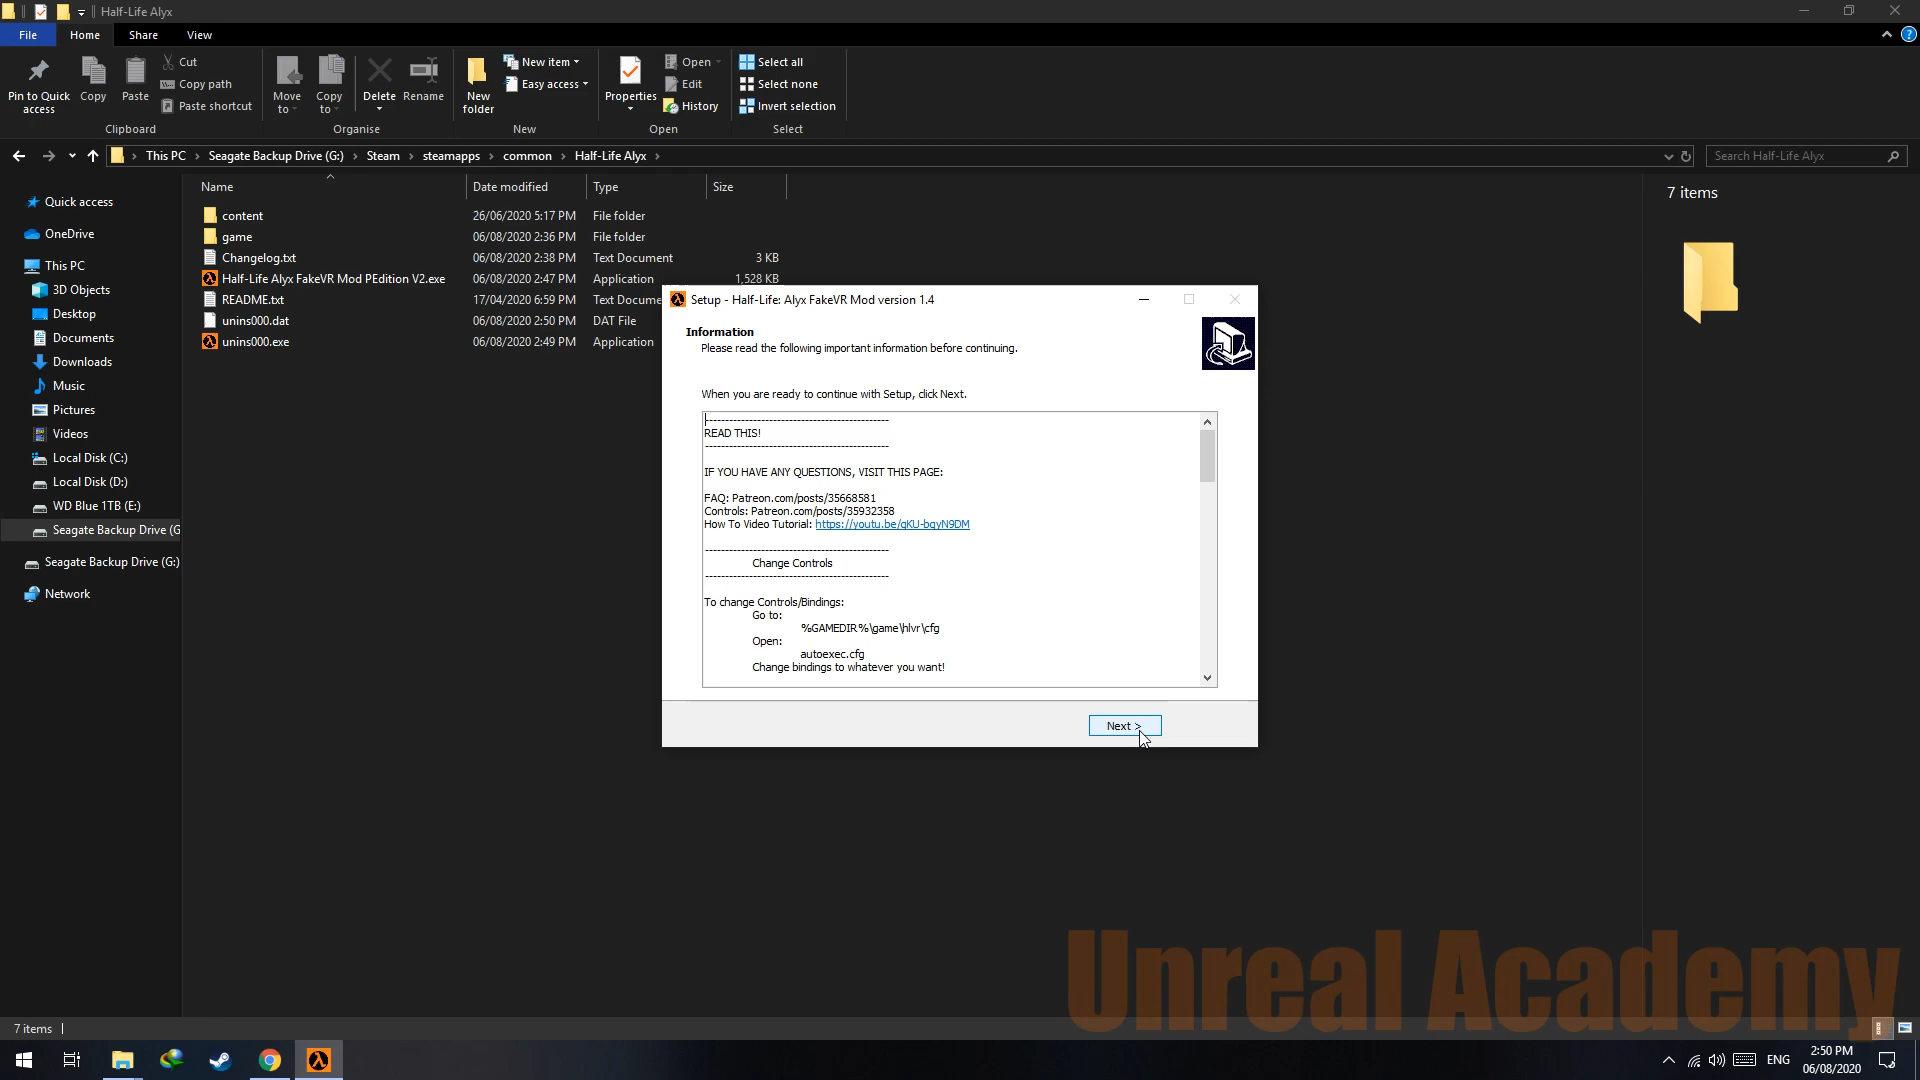 Half-Life Alyx
File
Home
Share
View
Pin to Quick access
Copy
Paste
Cut
Copy path
Paste shortcut
Clipboard
Move to
Copy to
Delete
Rename
Organise
New folder
New item
Easy access
New
Properties
Open
Edit
History
Open
Select all
Select none
Invert selection
Select
This PC
Seagate Backup Drive (G:)
Steam
steamapps
common
Half-Life Alyx
Search Half-Life Alyx
Name
Date modified
Type
Size
content 26/06/2020 5:17 PM File folder
game 06/08/2020 2:36 PM File folder
Changelog.txt 06/08/2020 2:38 PM Text Document 3 KB
Half-Life Alyx FakeVR Mod PEdition V2.exe 06/08/2020 2:47 PM Application 1,528 KB
README.txt 17/04/2020 6:59 PM Text Docume
unins000.dat 06/08/2020 2:50 PM DAT File
unins000.exe 06/08/2020 2:49 PM Application
7 items
Quick access
OneDrive
This PC
3D Objects
Desktop
Documents
Downloads
Music
Pictures
Videos
Local Disk (C:)
Local Disk (D:)
WD Blue 1TB (E:)
Seagate Backup Drive (G
Seagate Backup Drive (G:)
Network
Setup - Half-Life: Alyx FakeVR Mod version 1.4
Information
Please read the following important information before continuing.
When you are ready to continue with Setup, click Next.
----------------------------------------------
READ THIS!
----------------------------------------------
IF YOU HAVE ANY QUESTIONS, VISIT THIS PAGE:
FAQ: Patreon.com/posts/35668581
Controls: Patreon.com/posts/35932358
How To Video Tutorial: https://youtu.be/qKU-bqyN9DM
----------------------------------------------
Change Controls
----------------------------------------------
To change Controls/Bindings:
Go to:
%GAMEDIR%\game\hlvr\cfg
Open:
autoexec.cfg
Change bindings to whatever you want!
Next >
Unreal Academy
7 items
ENG
2:50 PM
06/08/2020